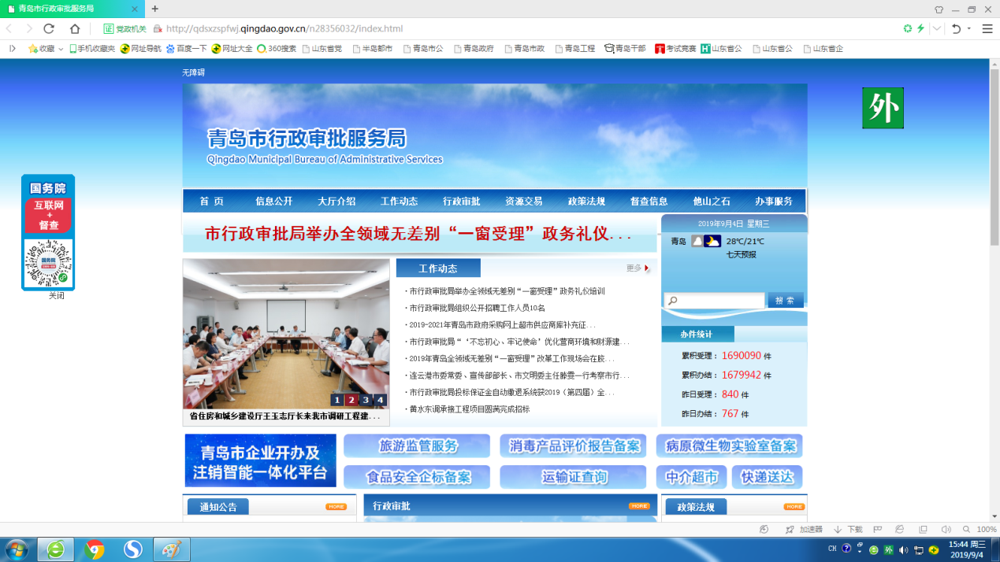 青岛市行政审批服务局
党政机关 http://qdsxzspfwj.qingdao.gov.cn/n28356032/index.html
收藏 手机收藏夹 网址导航 百度一下 网址大全 360搜索 山东省党 半岛都市 青岛市公 青岛政府 青岛市政 青岛工程 青岛干部 考试竞赛 山东省公 山东省公 山东省企
无障碍
外
青岛市行政审批服务局
Qingdao Municipal Bureau of Administrative Services
国务院
互联网
+
督查
国务院
关闭
首 页 信息公开 大厅介绍 工作动态 行政审批 资源交易 政策法规 督查信息 他山之石 办事服务
市行政审批局举办全领域无差别“一窗受理”政务礼仪...
2019年9月4日 星期三
青岛 28℃/21℃
七天预报
搜 索
1 2 3 4
省住房和城乡建设厅王玉志厅长来我市调研工程建...
工作动态 更多
·市行政审批局举办全领域无差别“一窗受理”政务礼仪培训
·市行政审批局组织公开招聘工作人员10名
·2019-2021年青岛市政府采购网上超市供应商库补充征...
·市行政审批局“‘不忘初心、牢记使命’优化营商环境和财源建...
·2019年青岛全领域无差别“一窗受理”改革工作现场会在胶...
·连云港市委常委、宣传部部长、市文明委主任滕雯一行考察市行...
·市行政审批局投标保证金自动缴退系统获2019（第四届）全...
·黄水东调承接工程项目圆满完成招标
办件统计
累积受理： 1690090 件
累积办结： 1679942 件
昨日受理： 840 件
昨日办结： 767 件
青岛市企业开办及
注销智能一体化平台
旅游监管服务 消毒产品评价报告备案 病原微生物实验室备案
食品安全企标备案 运输证查询 中介超市 快递送达
通知公告 MORE
行政审批 MORE
政策法规 MORE
加速器 下载 100%
CH 外 15:44 周三
2019/9/4